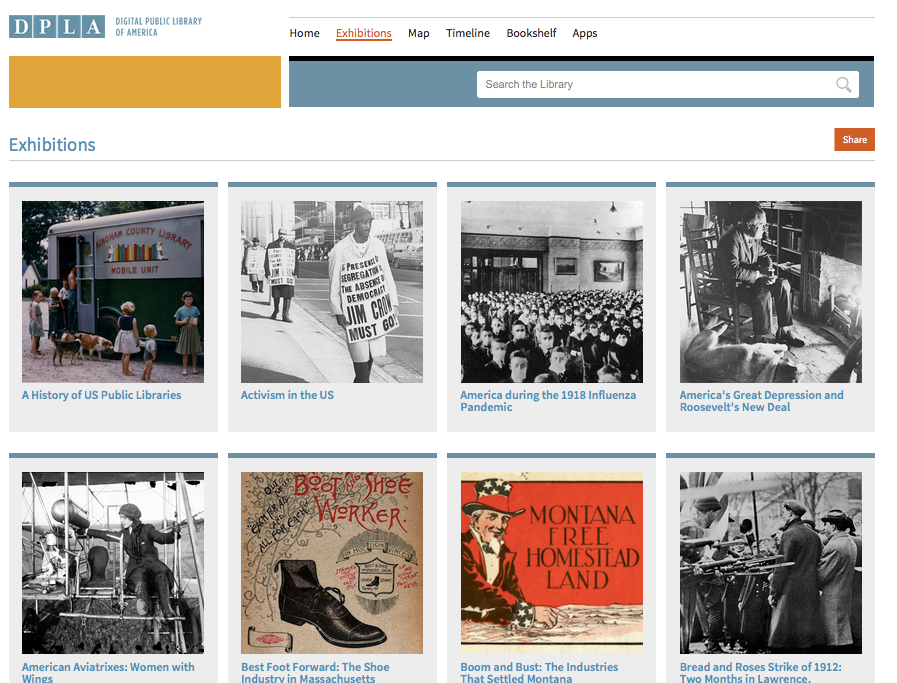 DPLA DIGITAL PUBLIC LIBRARY
OF AMERICA
Home Exhibitions Map Timeline Bookshelf Apps
Search the Library
Exhibitions
Share
BINGHAM COUNTY LIBRARY
MOBILE UNIT
MUST GO
PRESENCE
SEGREGATION
THE ABSENCE
DEMOCRACY
JIM CROW
MUST GO!
A History of US Public Libraries
Activism in the US
America during the 1918 Influenza
Pandemic
America's Great Depression and
Roosevelt's New Deal
BOOT AND SHOE
WORKER.
MONTANA
FREE
HOMESTEAD
LAND
American Aviatrixes: Women with
Wings
Best Foot Forward: The Shoe
Industry in Massachusetts
Boom and Bust: The Industries
That Settled Montana
Bread and Roses Strike of 1912:
Two Months in Lawrence,